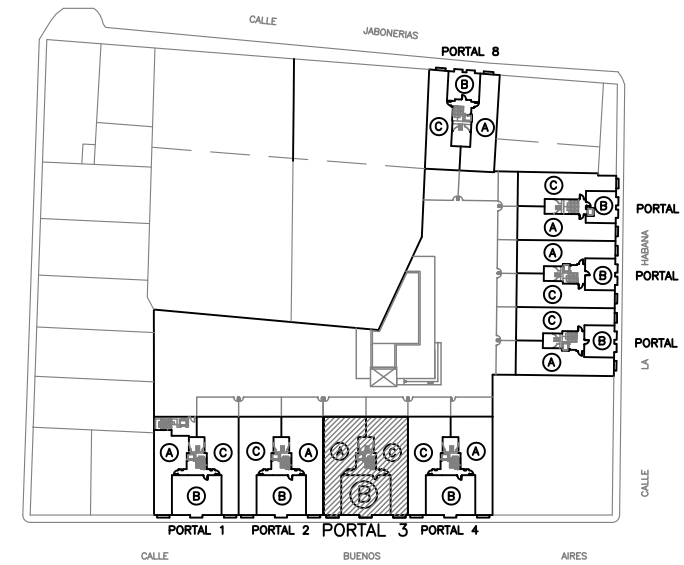 CALLE JABONERIAS
PORTAL 8
B
C A
C
B PORTAL
A
HABANA
A
B PORTAL
C
C
B PORTAL
A
LA
A C C A A C C A
B B B B
CALLE
PORTAL 1 PORTAL 2 PORTAL 3 PORTAL 4
CALLE BUENOS AIRES